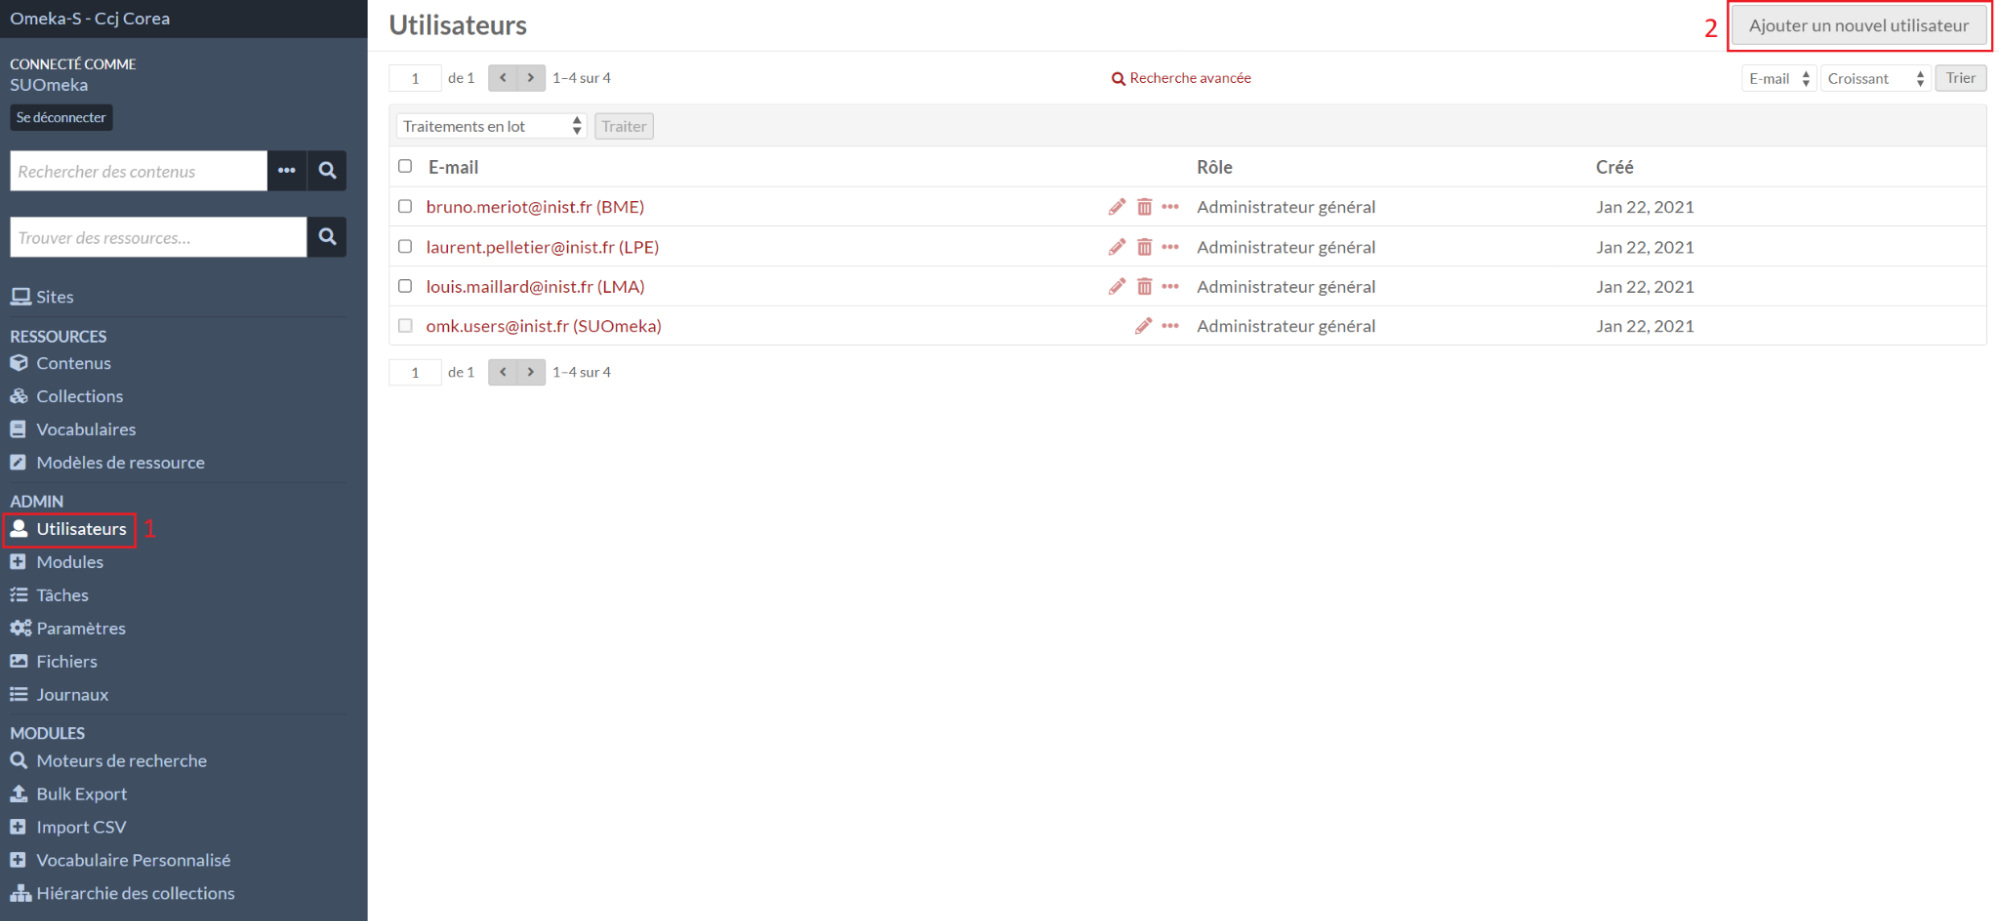 Omeka-S - Ccj Corea
CONNECTÉ COMME
SUOmeka
Se déconnecter
Rechercher des contenus
Trouver des ressources...
Sites
RESSOURCES
Contenus
Collections
Vocabulaires
Modèles de ressource
ADMIN
Utilisateurs 1
Modules
Tâches
Paramètres
Fichiers
Journaux
MODULES
Moteurs de recherche
Bulk Export
Import CSV
Vocabulaire Personnalisé
Hiérarchie des collections
Utilisateurs
2 Ajouter un nouvel utilisateur
1 de 1 < > 1–4 sur 4
Recherche avancée
E-mail Croissant Trier
Traitements en lot Traiter
E-mail Rôle Créé
bruno.meriot@inist.fr (BME) Administrateur général Jan 22, 2021
laurent.pelletier@inist.fr (LPE) Administrateur général Jan 22, 2021
louis.maillard@inist.fr (LMA) Administrateur général Jan 22, 2021
omk.users@inist.fr (SUOmeka) Administrateur général Jan 22, 2021
1 de 1 < > 1–4 sur 4